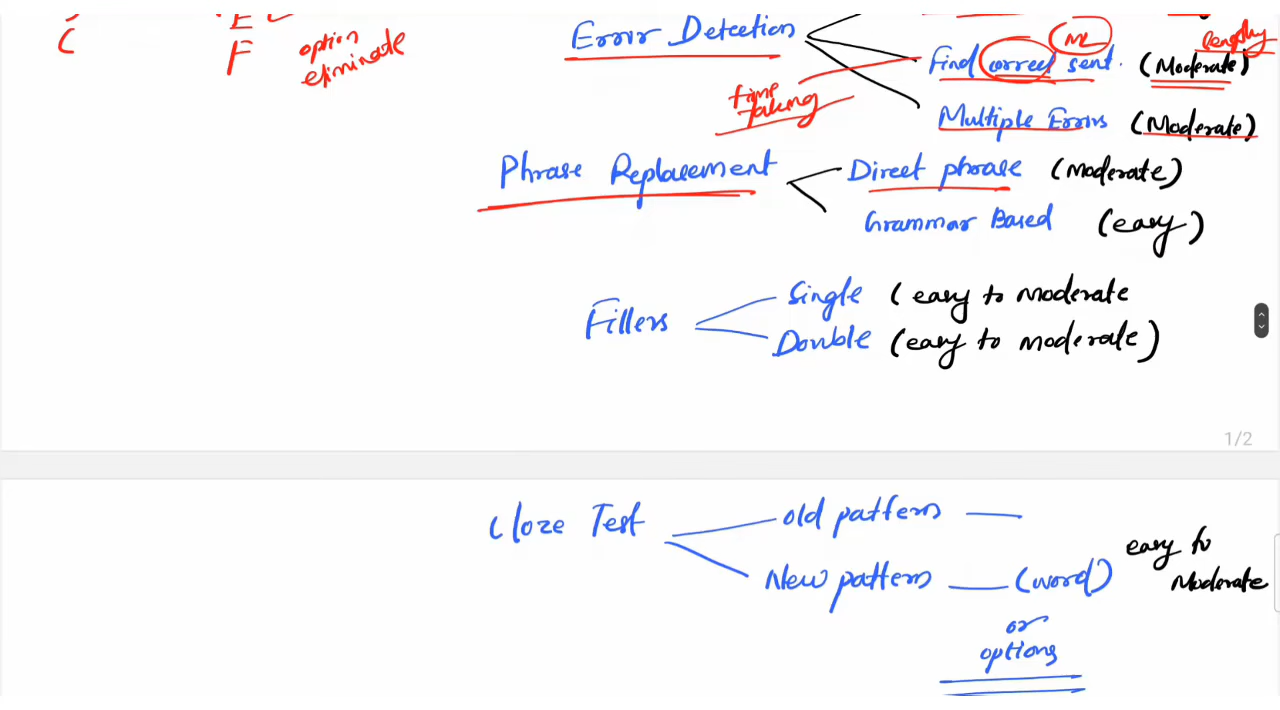 E
C F option
eliminate
Error Detection
NE
lengthy
Find correct sent. (Moderate)
time
taking
Multiple Errors (Moderate)
Phrase Replacement
Direct phrase (Moderate)
Grammar Based (easy)
Fillers
Single (easy to moderate
Double (easy to moderate)
1/2
Cloze Test
old pattern
New pattern (word)
easy to
Moderate
or
options